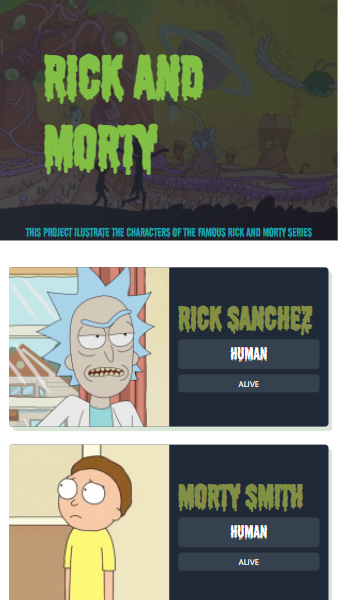 RICK AND
MORTY
THIS PROJECT ILUSTRATE THE CHARACTERS OF THE FAMOUS RICK AND MORTY SERIES
RICK SANCHEZ
HUMAN
ALIVE
MORTY SMITH
HUMAN
ALIVE